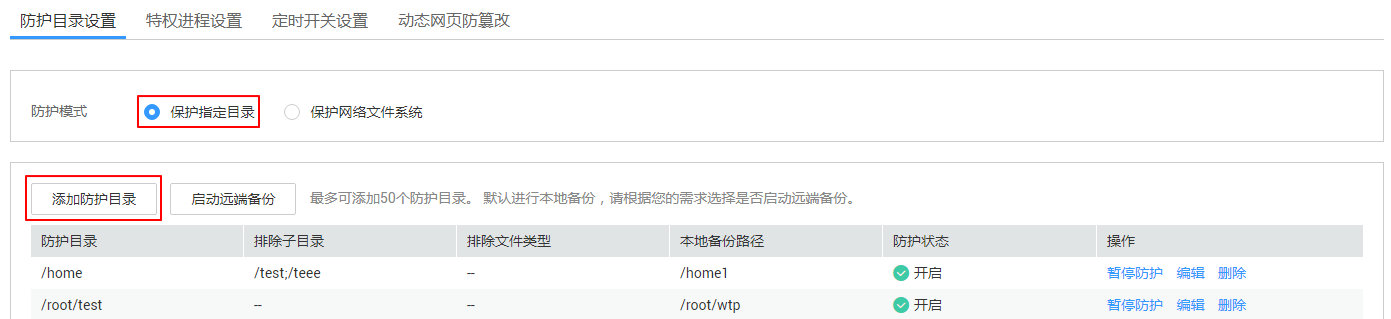 防护目录设置 特权进程设置 定时开关设置 动态网页防篡改
防护模式 保护指定目录 保护网络文件系统
添加防护目录 启动远端备份 最多可添加50个防护目录。 默认进行本地备份，请根据您的需求选择是否启动远端备份。
防护目录 排除子目录 排除文件类型 本地备份路径 防护状态 操作
/home /test;/teee -- /home1 开启 暂停防护 编辑 删除
/root/test -- -- /root/wtp 开启 暂停防护 编辑 删除